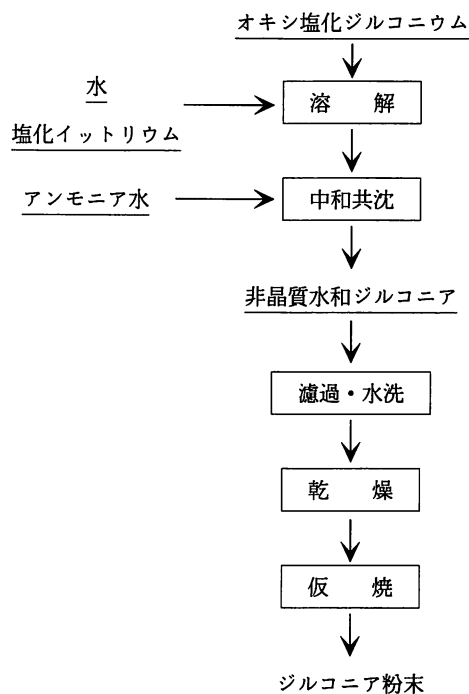 オキシ塩化ジルコニウム
水
塩化イットリウム
溶 解
アンモニア水
中和共沈
非晶質水和ジルコニア
濾過・水洗
乾 燥
仮 焼
ジルコニア粉末